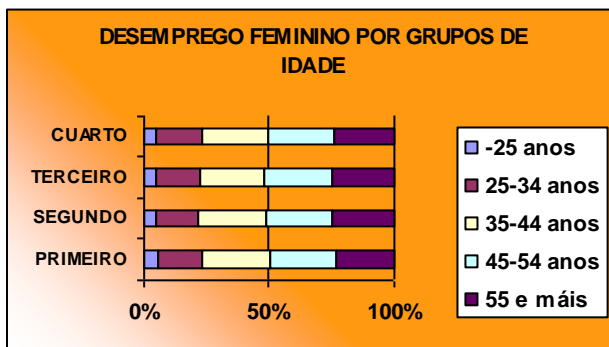 DESEMPREGO FEMININO POR GRUPOS DE
IDADE
CUARTO
TERCEIRO
SEGUNDO
PRIMEIRO
0%
50%
100%
-25 anos
25-34 anos
35-44 anos
45-54 anos
55 e máis